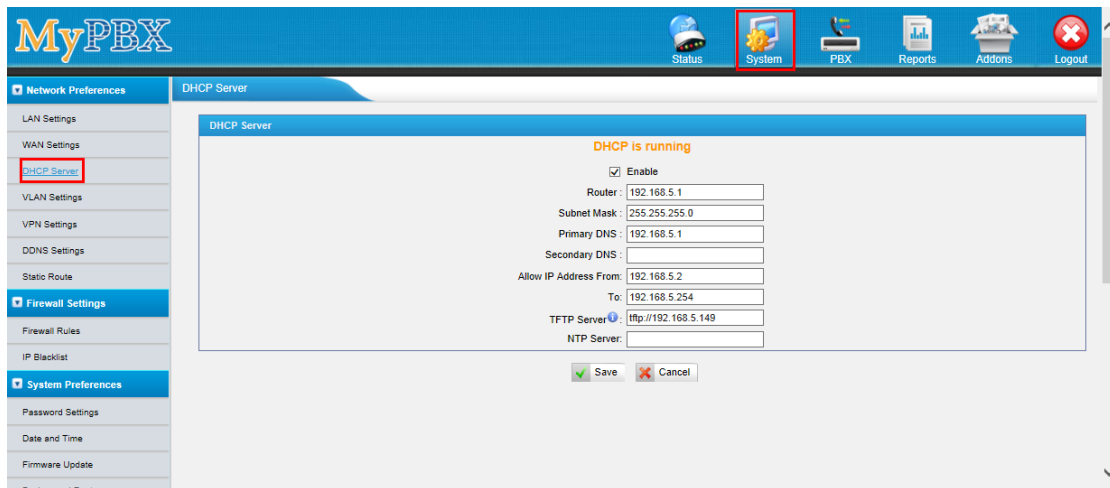 MyPBX
Status
System
PBX
Reports
Addons
Logout
Network Preferences
LAN Settings
WAN Settings
DHCP Server
VLAN Settings
VPN Settings
DDNS Settings
Static Route
Firewall Settings
Firewall Rules
IP Blacklist
System Preferences
Password Settings
Date and Time
Firmware Update
DHCP Server
DHCP Server
DHCP is running
Enable
Router : 192.168.5.1
Subnet Mask : 255.255.255.0
Primary DNS : 192.168.5.1
Secondary DNS :
Allow IP Address From: 192.168.5.2
To: 192.168.5.254
TFTP Server : tftp://192.168.5.149
NTP Server:
Save
Cancel